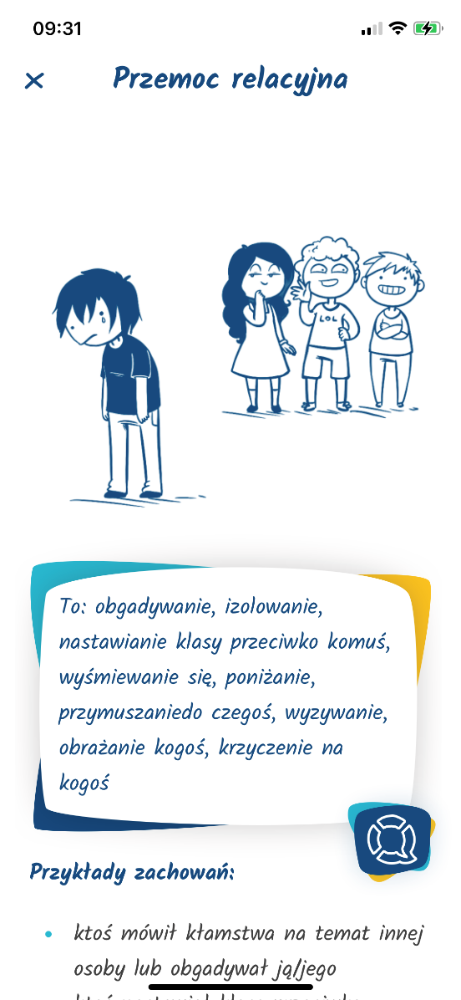 09:31
Przemoc relacyjna
LOL
To: obgadywanie, izolowanie,
nastawianie klasy przeciwko komuś,
wyśmiewanie się, poniżanie,
przymuszaniedo czegoś, wyzywanie,
obrażanie kogoś, krzyczenie na
kogoś
Przykłady zachowań:
ktoś mówił kłamstwa na temat innej
osoby lub obgadywał ją/jego